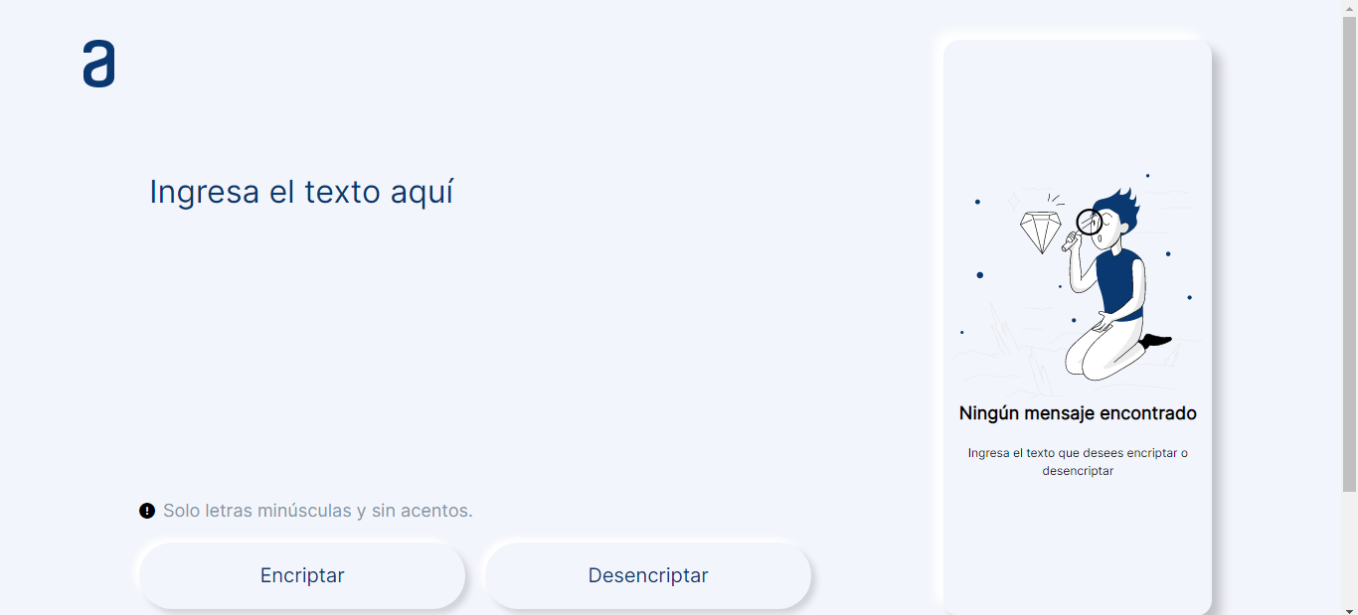 a
Ingresa el texto aquí
Solo letras minúsculas y sin acentos.
Encriptar
Desencriptar
Ningún mensaje encontrado
Ingresa el texto que desees encriptar o
desencriptar